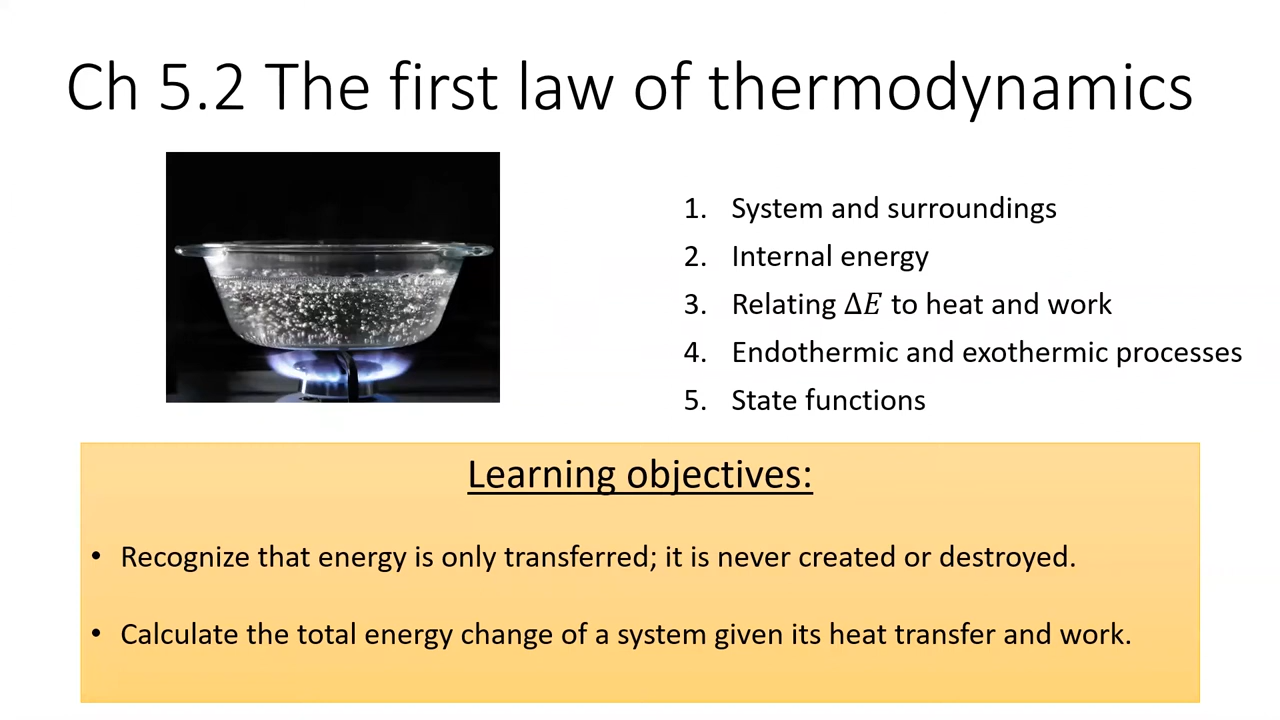 Ch 5.2 The first law of thermodynamics
1. System and surroundings
2. Internal energy
3. Relating Δ𝐸 to heat and work
4. Endothermic and exothermic processes
5. State functions
Learning objectives:
• Recognize that energy is only transferred; it is never created or destroyed.
• Calculate the total energy change of a system given its heat transfer and work.